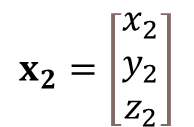 x₂ = [x₂
y₂
z₂]